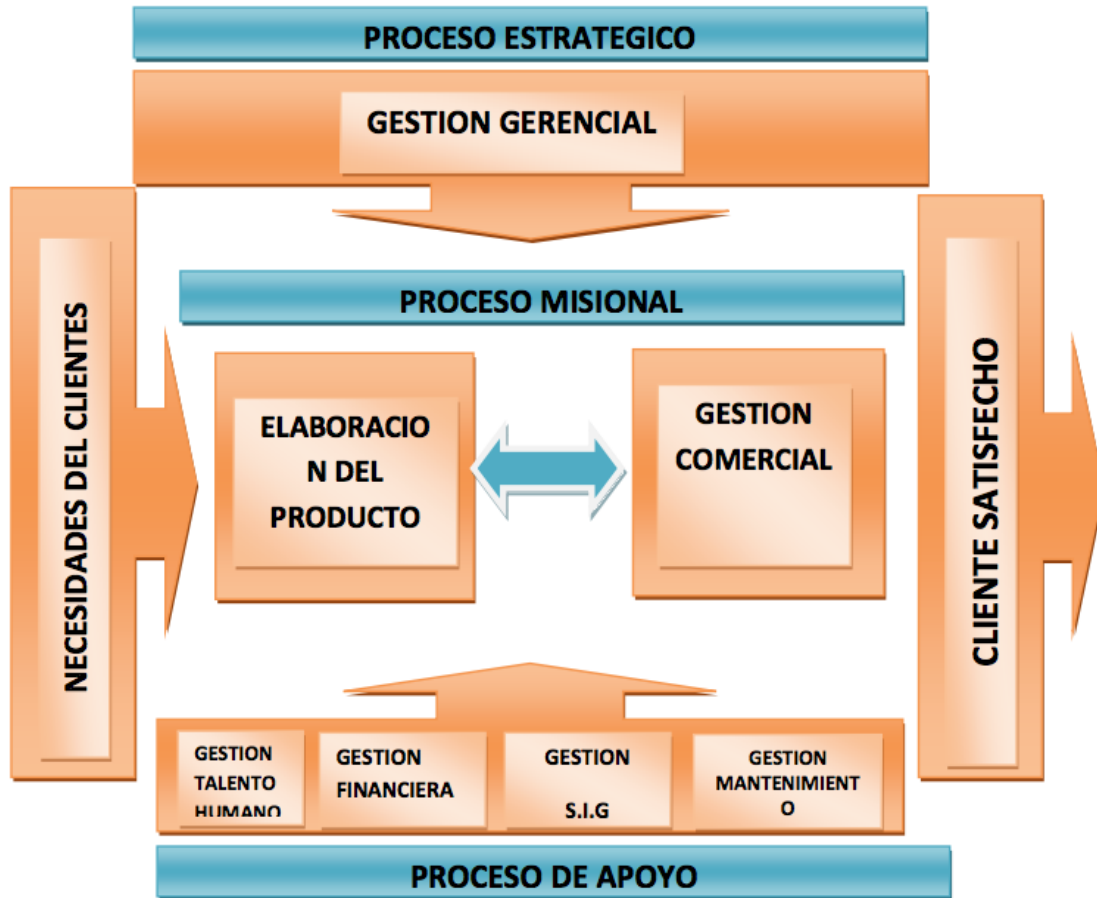 PROCESO ESTRATEGICO
GESTION GERENCIAL
NECESIDADES DEL CLIENTES
PROCESO MISIONAL
ELABORACIO
N DEL
PRODUCTO
GESTION
COMERCIAL
CLIENTE SATISFECHO
GESTION
TALENTO
HUMANO
GESTION
FINANCIERA
GESTION
S.I.G
GESTION
MANTENIMIENT
O
PROCESO DE APOYO